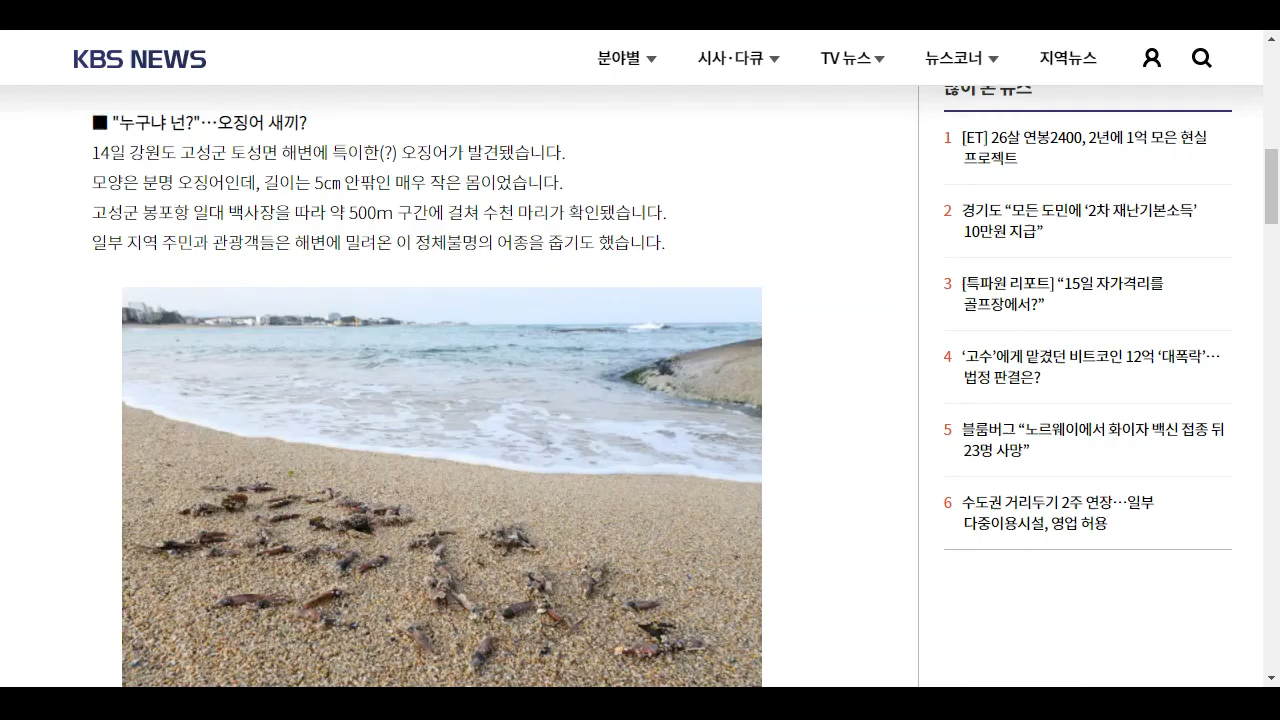 KBS NEWS
분야별
시사·다큐
TV 뉴스
뉴스코너
지역뉴스
■ "누구냐 넌?"…오징어 새끼?
14일 강원도 고성군 토성면 해변에 특이한(?) 오징어가 발견됐습니다.
모양은 분명 오징어인데, 길이는 5㎝ 안팎인 매우 작은 몸이었습니다.
고성군 봉포항 일대 백사장을 따라 약 500m 구간에 걸쳐 수천 마리가 확인됐습니다.
일부 지역 주민과 관광객들은 해변에 밀려온 이 정체불명의 어종을 줍기도 했습니다.
많이 본 뉴스
1 [ET] 26살 연봉2400, 2년에 1억 모은 현실
프로젝트
2 경기도 “모든 도민에 ‘2차 재난기본소득’
10만원 지급”
3 [특파원 리포트] “15일 자가격리를
골프장에서?”
4 ‘고수’에게 맡겼던 비트코인 12억 ‘대폭락’…
법정 판결은?
5 블룸버그 “노르웨이에서 화이자 백신 접종 뒤
23명 사망”
6 수도권 거리두기 2주 연장…일부
다중이용시설, 영업 허용